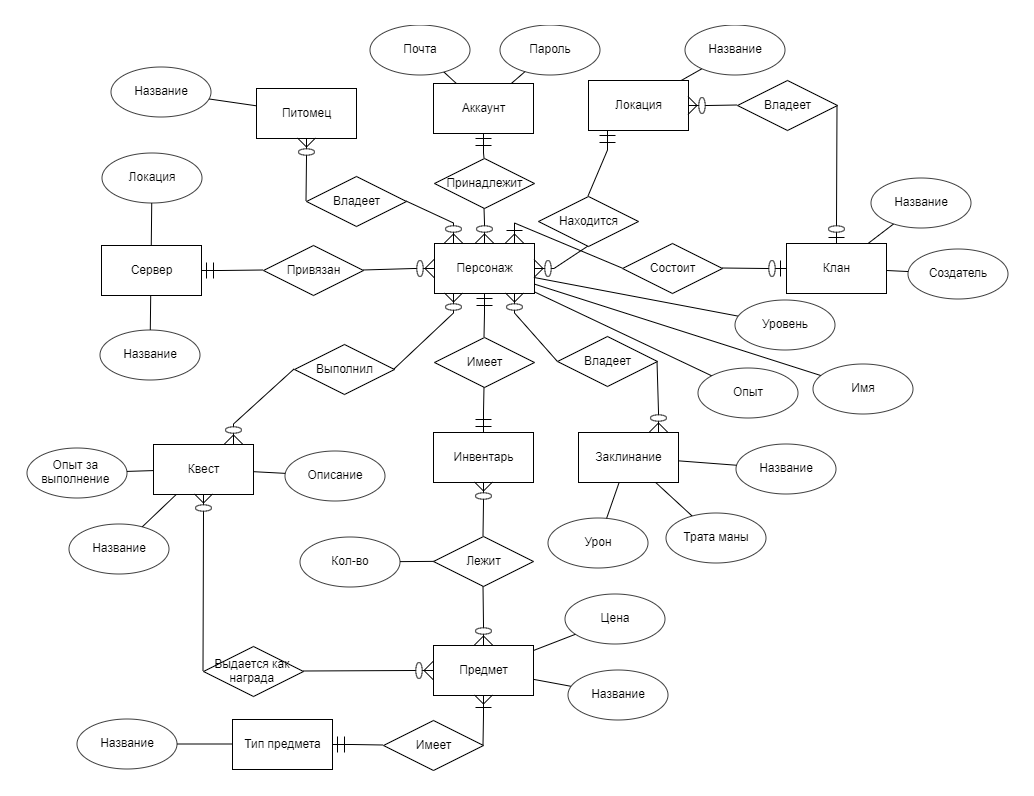 Почта
Пароль
Название
Название
Питомец
Аккаунт
Локация
Владеет
Локация
Принадлежит
Владеет
Находится
Название
Сервер
Привязан
Персонаж
Состоит
Клан
Создатель
Название
Уровень
Выполнил
Имеет
Владеет
Опыт
Имя
Опыт за
выполнение
Квест
Описание
Инвентарь
Заклинание
Название
Название
Урон
Трата маны
Кол-во
Лежит
Цена
Выдается как
награда
Предмет
Название
Название
Тип предмета
Имеет